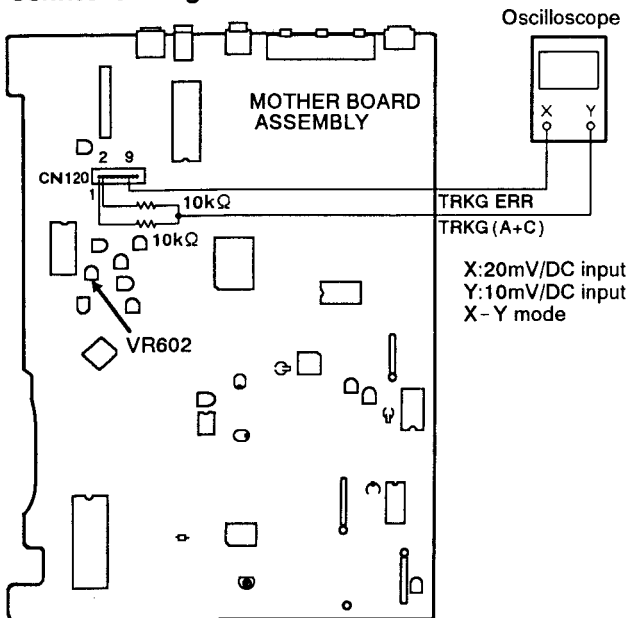 Oscilloscope
X Y
MOTHER BOARD
ASSEMBLY
2 9
CN120
1
10kΩ
10kΩ
TRKG ERR
TRKG (A+C)
X:20mV/DC input
Y:10mV/DC input
X-Y mode
VR602